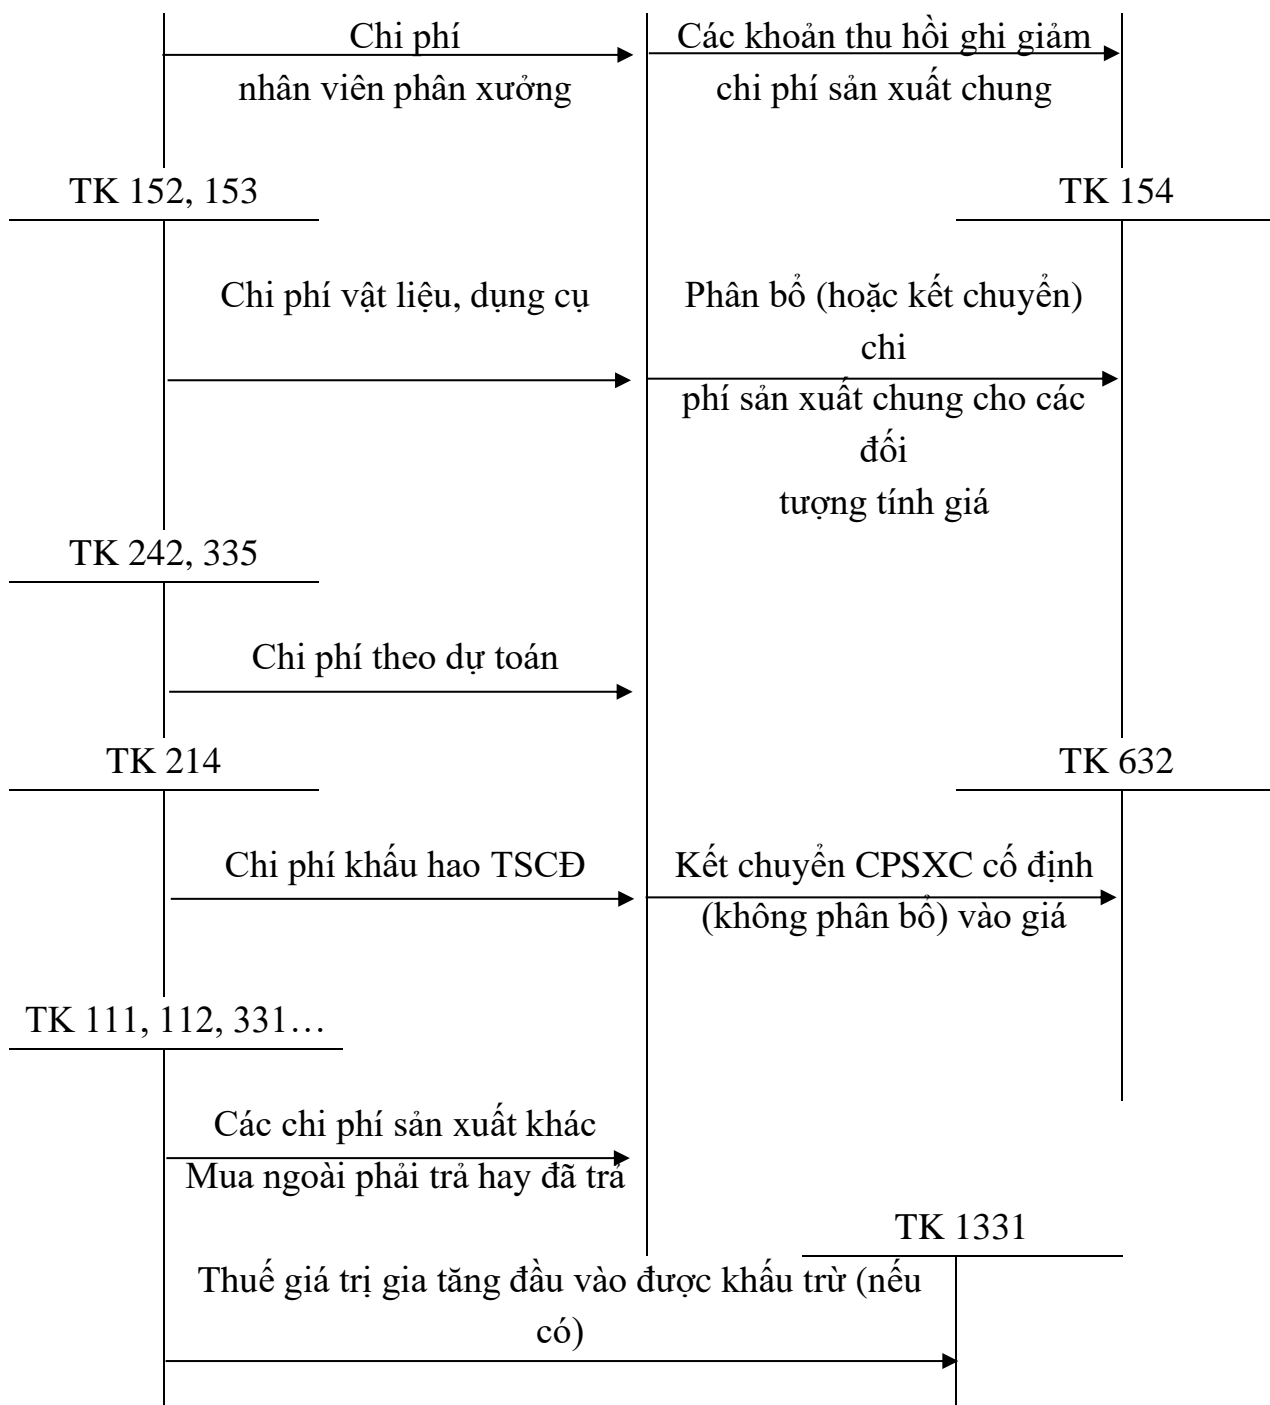 Chi phí
nhân viên phân xưởng
Các khoản thu hồi ghi giảm
chi phí sản xuất chung
TK 152, 153
TK 154
Chi phí vật liệu, dụng cụ
Phân bổ (hoặc kết chuyển)
chi
phí sản xuất chung cho các
đối
tượng tính giá
TK 242, 335
Chi phí theo dự toán
TK 214
TK 632
Chi phí khấu hao TSCĐ
Kết chuyển CPSXC cố định
(không phân bổ) vào giá
TK 111, 112, 331…
Các chi phí sản xuất khác
Mua ngoài phải trả hay đã trả
TK 1331
Thuế giá trị gia tăng đầu vào được khấu trừ (nếu
có)